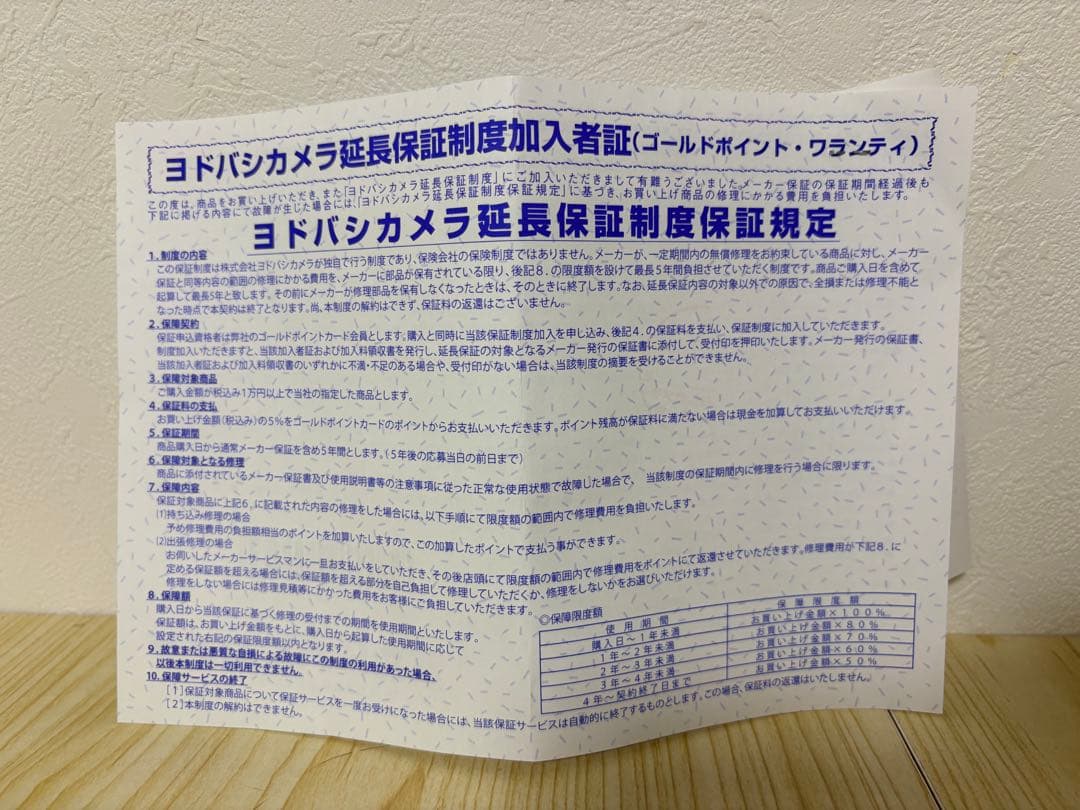 ヨドバシカメラ延長保証制度加入者証(ゴールドポイント・ワランティ)
この度は、商品をお買い上げいただき、また「ヨドバシカメラ延長保証制度」にご加入いただきまして有難うございました。メーカー保証の保証期間経過後も
下記に掲げる内容にて故障が生じた場合には、「ヨドバシカメラ延長保証制度保証規定」に基づき、お買い上げ商品の修理にかかる費用を負担いたします。
ヨドバシカメラ延長保証制度保証規定
1. 制度の内容
この保証制度は株式会社ヨドバシカメラが独自で行う制度であり、保険会社の保険制度ではありません。メーカーが、一定期間内の無償修理をお約束している商品に対し、メーカー
保証と同等内容の範囲の修理にかかる費用を、メーカーに部品が保有されている限り、後記8.の限度額を設けて最長5年間負担させていただく制度です。商品ご購入日を含めて
起算して最長5年と致します。その前にメーカーが修理部品を保有しなくなったときは、そのときに終了します。なお、延長保証内容の対象以外での原因で、全損または修理不能と
なった時点で本契約は終了となります。尚、本制度の解約はできず、保証料の返還はございません。
2. 保障契約
保証申込資格者は弊社のゴールドポイントカード会員とします。購入と同時に当該保証制度加入を申し込み、後記4.の保証料を支払い、保証制度に加入していただきます。
制度加入いただきますと、当該加入者証および加入料領収書を発行し、延長保証の対象となるメーカー発行の保証書に添付して、受付印を押印いたします。メーカー発行の保証書、
当該加入者証および加入料領収書のいずれかに不満・不足のある場合や、受付印がない場合は、当該制度の摘要を受けることができません。
3. 保障対象商品
ご購入金額が税込み1万円以上で当社の指定した商品とします。
4. 保証料の支払
お買い上げ金額(税込み)の5%をゴールドポイントカードのポイントからお支払いいただきます。ポイント残高が保証料に満たない場合は現金を加算してお支払いいただけます。
5. 保証期間
商品購入日から通常メーカー保証を含め5年間とします。(5年後の応募当日の前日まで)
6. 保障対象となる修理
商品に添付されているメーカー保証書及び使用説明書等の注意事項に従った正常な使用状態で故障した場合で、当該制度の保証期間内に修理を行う場合に限ります。
7. 保障内容
保証対象商品に上記6.に記載された内容の修理をした場合には、以下手順にて限度額の範囲内で修理費用を負担いたします。
(1)持ち込み修理の場合
予め修理費用の負担額相当のポイントを加算いたしますので、この加算したポイントで支払う事ができます。
(2)出張修理の場合
お伺いしたメーカーサービスマンに一旦お支払いをしていただき、その後店頭にて限度額の範囲内で修理費用をポイントにて返還させていただきます。修理費用が下記8.に
定める保証額を超える場合には、保証額を超える部分を自己負担して修理していただくか、修理をしないかをお選びいただけます。
修理をしない場合には修理見積等にかかった費用をお客様にご負担していただきます。
8. 保障額
購入日から当該保証に基づく修理の受付までの期間を使用期間といたします。
保証額は、お買い上げ金額をもとに、購入日から起算した使用期間に応じて
設定された右記の保証限度額以内となります。
◎保障限度額
使用期間 保障限度額
購入日～1年未満 お買い上げ金額×100%
1年～2年未満 お買い上げ金額×80%
2年～3年未満 お買い上げ金額×70%
3年～4年未満 お買い上げ金額×60%
4年～契約終了日まで お買い上げ金額×50%
9. 故意または悪質な自損による故障にこの制度の利用があった場合、
以後本制度は一切利用できません。
10. 保障サービスの終了
[1]保証対象商品について保証サービスを一度お受けになった場合には、当該保証サービスは自動的に終了するものとします。この場合、保証料の返還はいたしません。
[2]本制度の解約はできません。